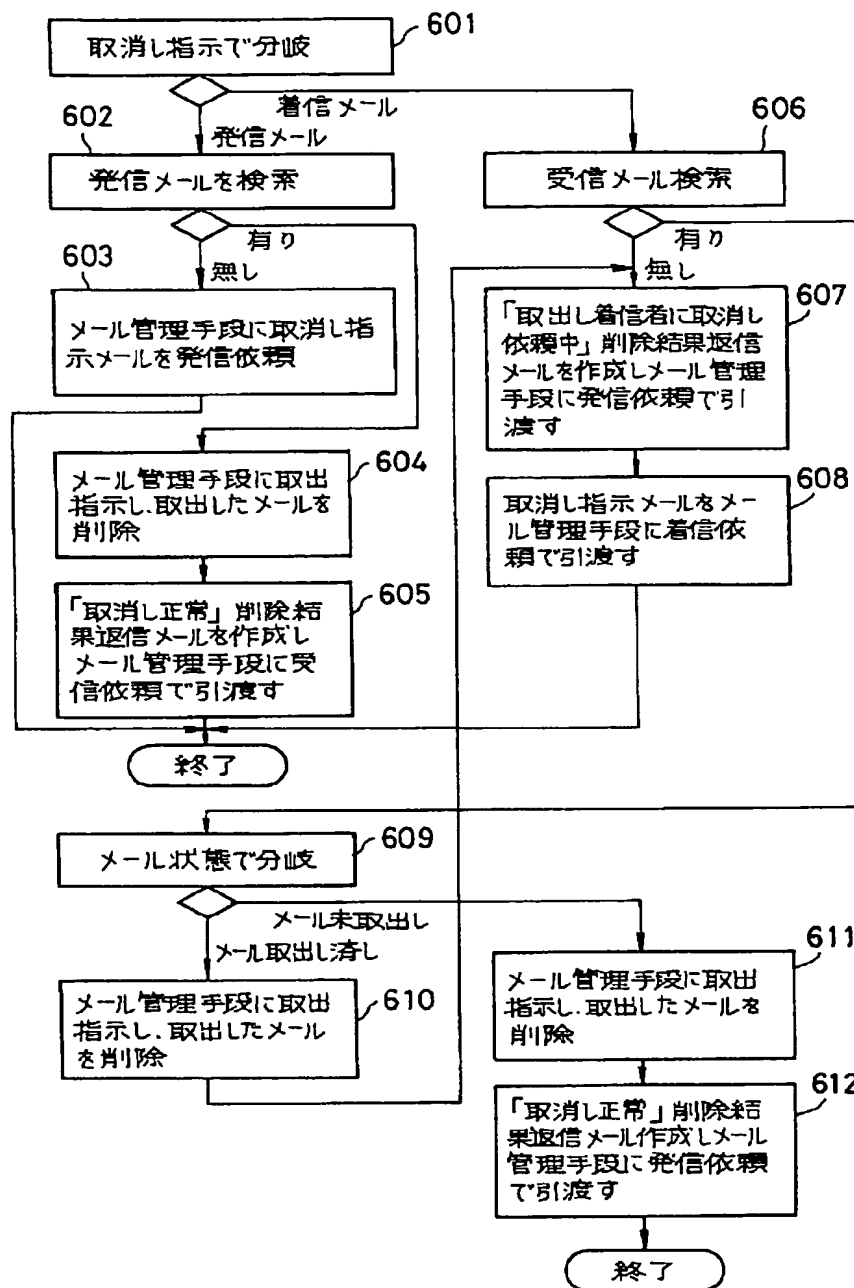 取消し指示で分岐
601
着信メール
発信メール
602
発信メールを検索
有り
無し
603
メール管理手段に取消し指
示メールを発信依頼
メール管理手段に取出
指示し、取出したメールを
削除
604
「取消し正常」削除結
果返信メールを作成し
メール管理手段に受
信依頼で引渡す
605
終了
606
受信メール検索
有り
無し
607
「取出し着信者に取消し
依頼中」削除結果返信
メールを作成しメール管理
手段に発信依頼で引
渡す
608
取消し指示メールをメー
ル管理手段に着信依
頼で引渡す
メール状態で分岐
609
メール未取出し
メール取出し済し
メール管理手段に取出
指示し、取出したメール
を削除
610
611
メール管理手段に取出
指示し、取出したメールを
削除
612
「取消し正常」削除結
果返信メール作成しメール
管理手段に発信依頼
で引渡す
終了